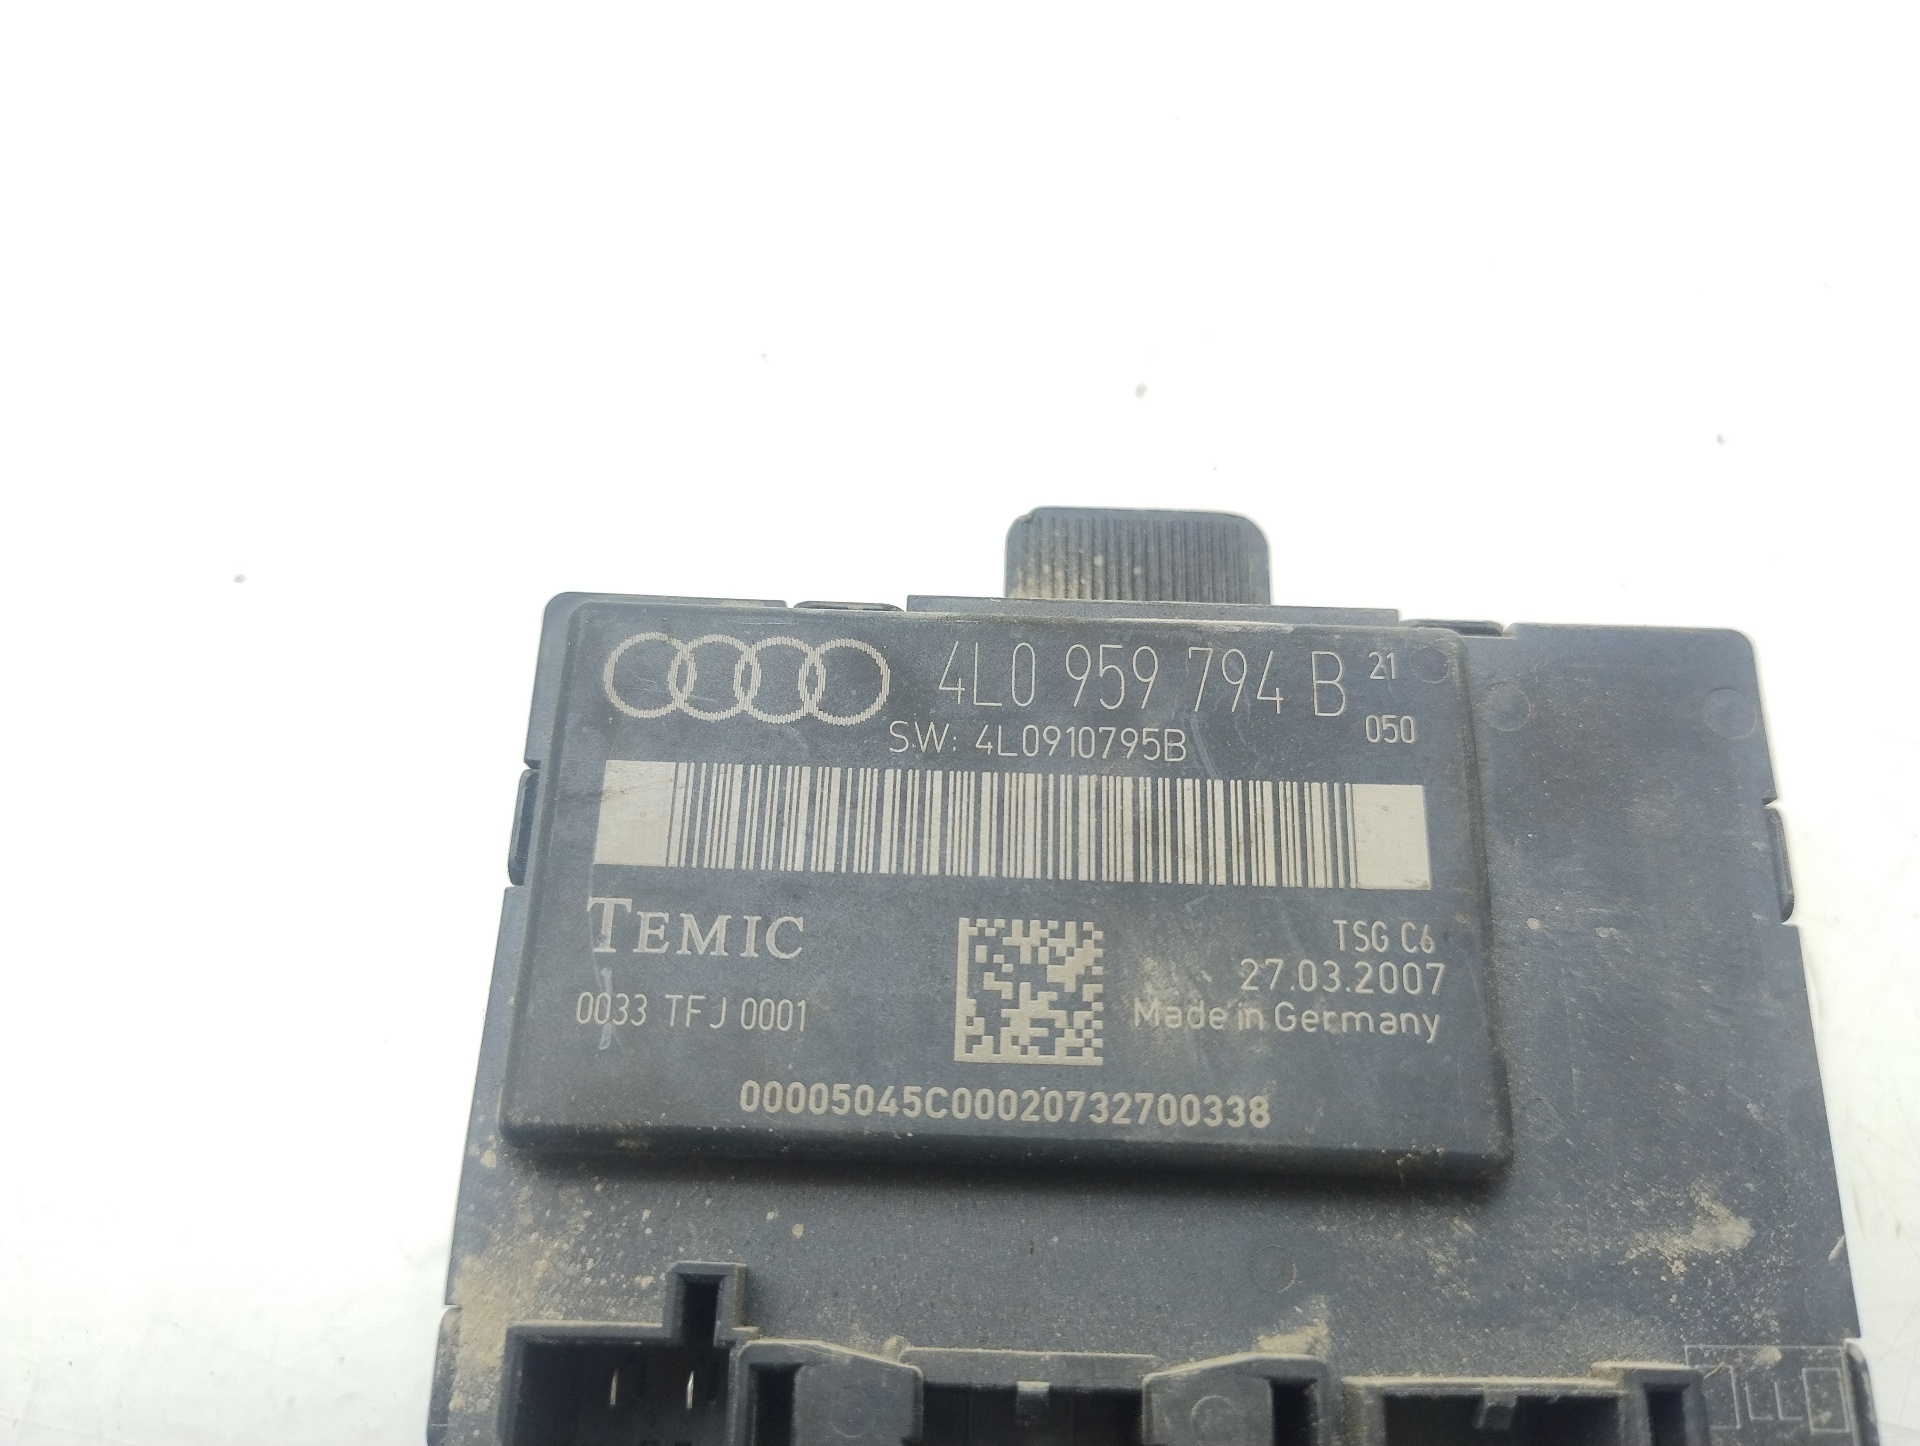 4L0 959 794 B 21
050
SW: 4L0910795B
TEMIC
TSG C6
27.03.2007
0033 TFJ 0001
Made in Germany
00005045C00020732700338